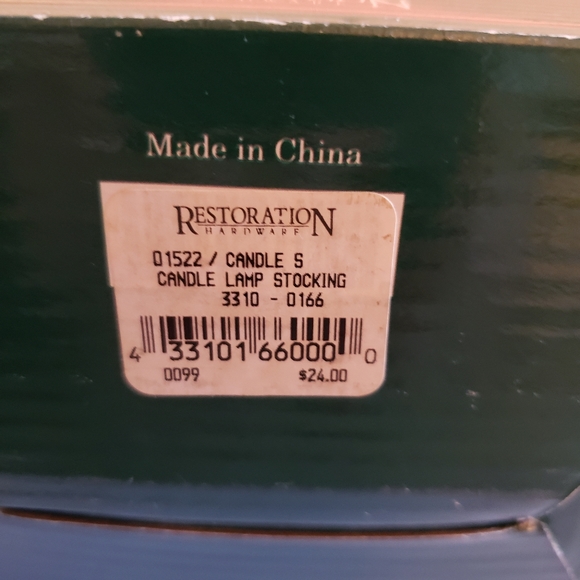 Made in China
RESTORATION
HARDWARE
01522 / CANDLE S
CANDLE LAMP STOCKING
3310 - 0166
4 33101 66000 0
0099 $24.00